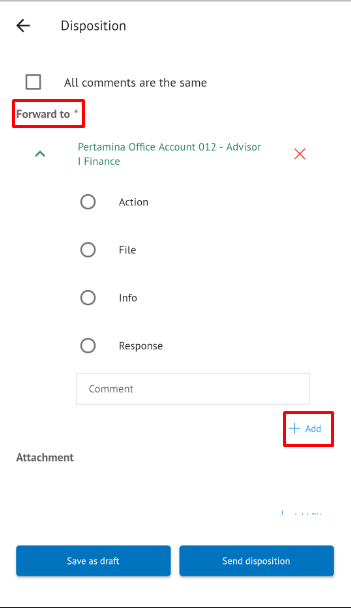 Disposition
All comments are the same
Forward to *
Pertamina Office Account 012 - Advisor
I Finance
Action
File
Info
Response
Comment
Add
Attachment
Save as draft
Send disposition